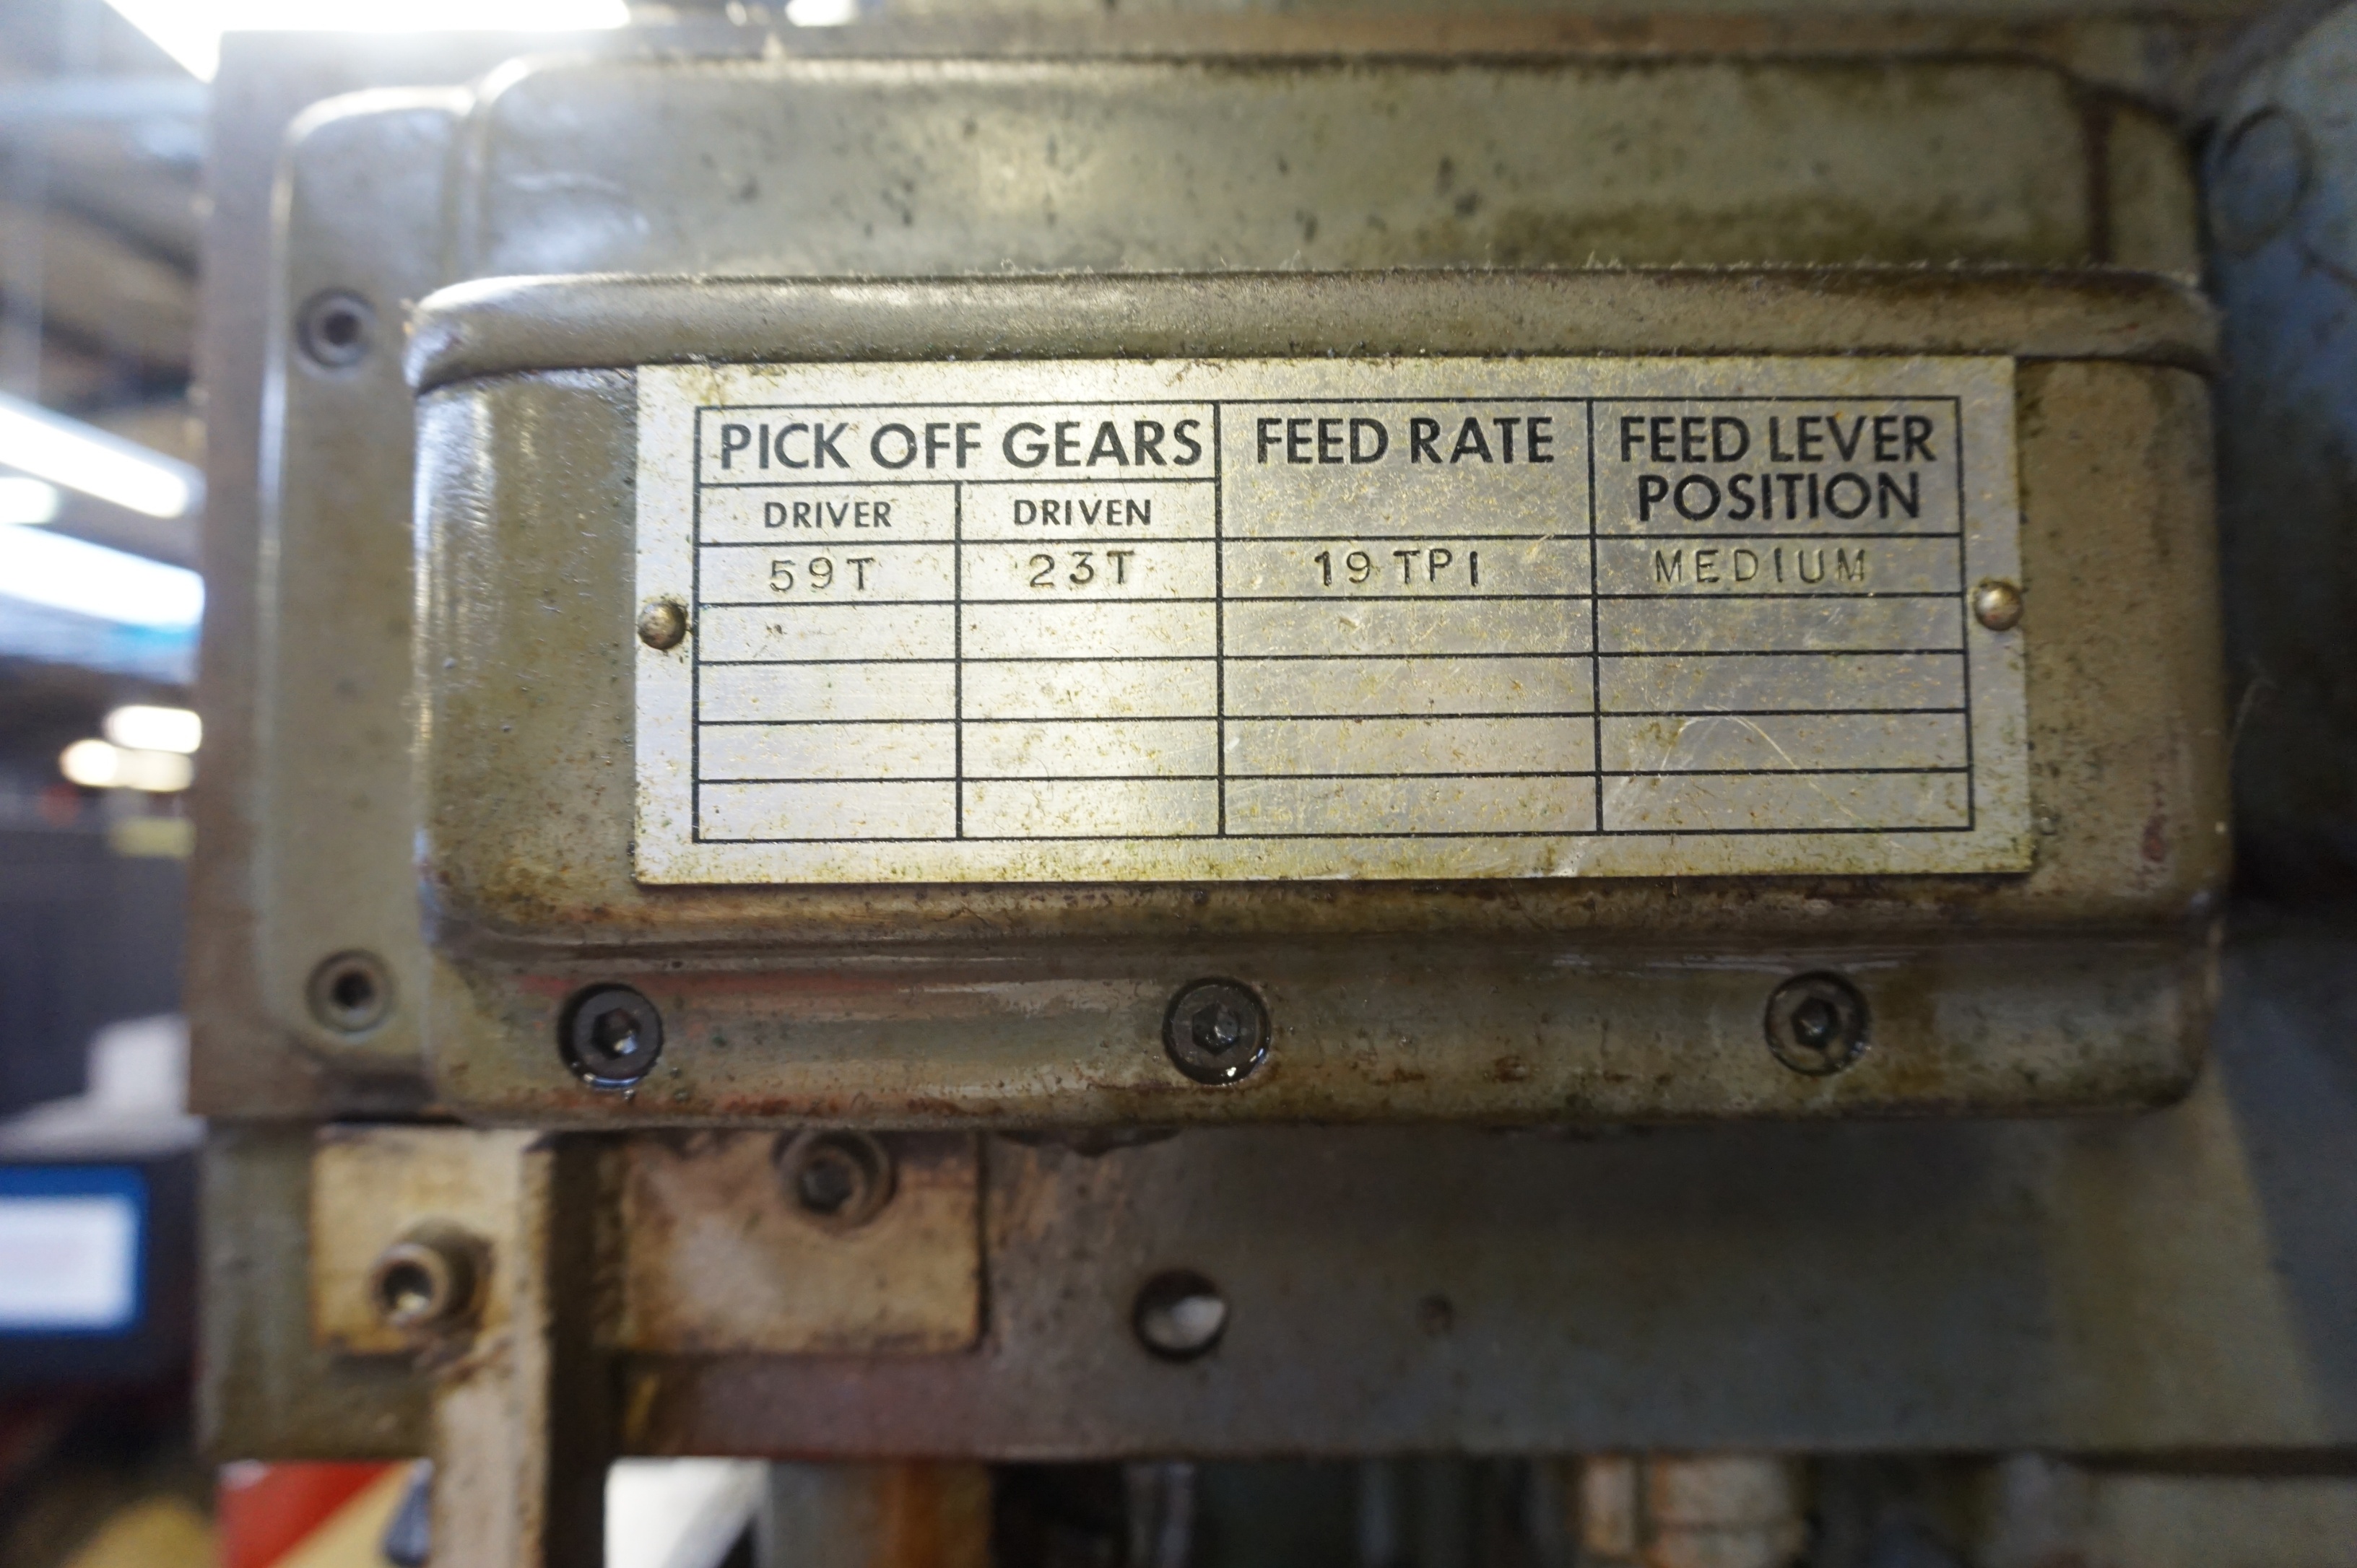 PICK OFF GEARS FEED RATE FEED LEVER
POSITION
DRIVER DRIVEN
59T 23T 19 TPI MEDIUM